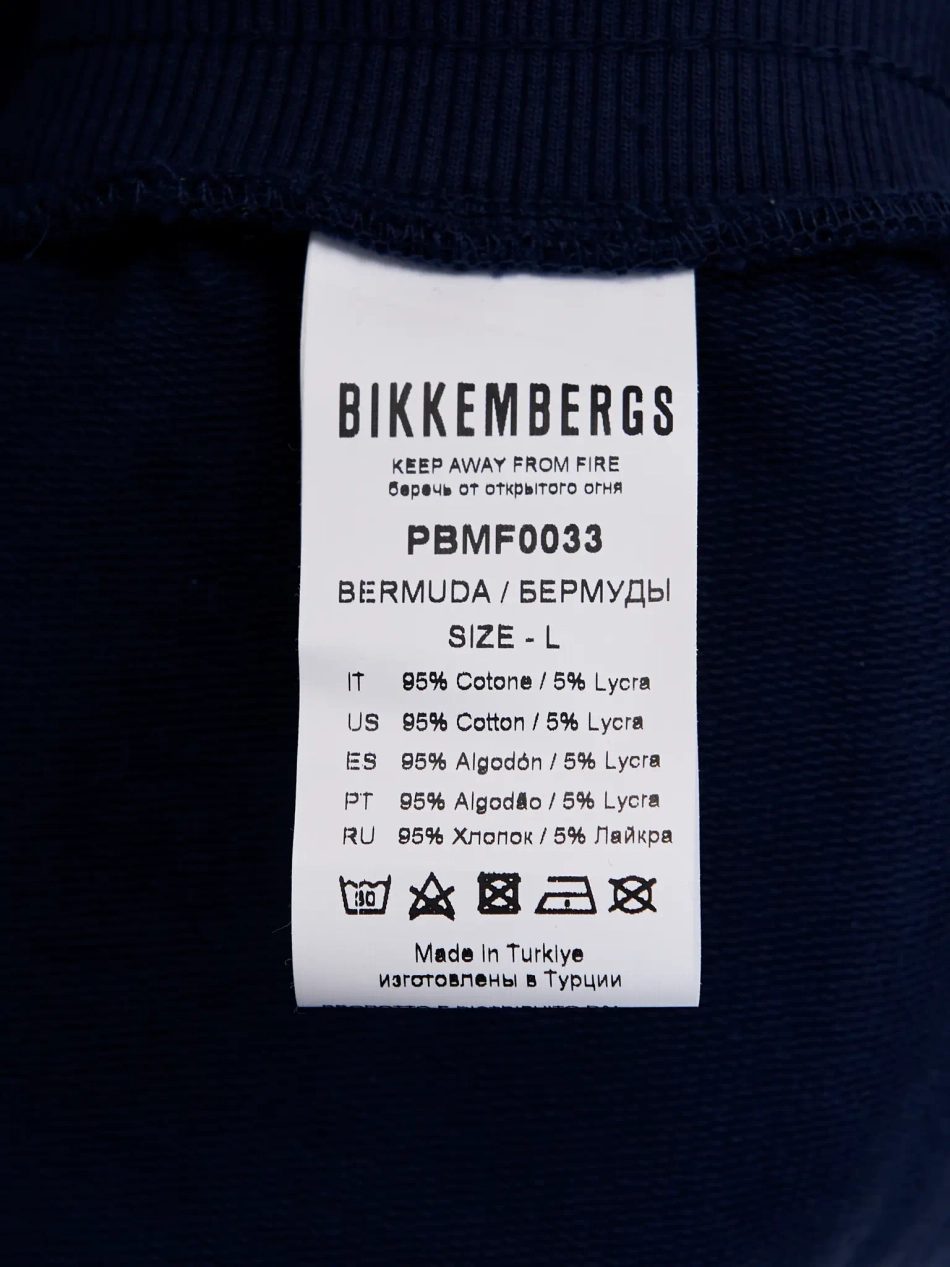 BIKKEMBERGS
KEEP AWAY FROM FIRE
беречь от открытого огня
PBMF0033
BERMUDA / БЕРМУДЫ
SIZE - L
IT 95% Cotone / 5% Lycra
US 95% Cotton / 5% Lycra
ES 95% Algodón / 5% Lycra
PT 95% Algodão / 5% Lycra
RU 95% Хлопок / 5% Лайкра
30
Made in Turkiye
изготовлены в Турции